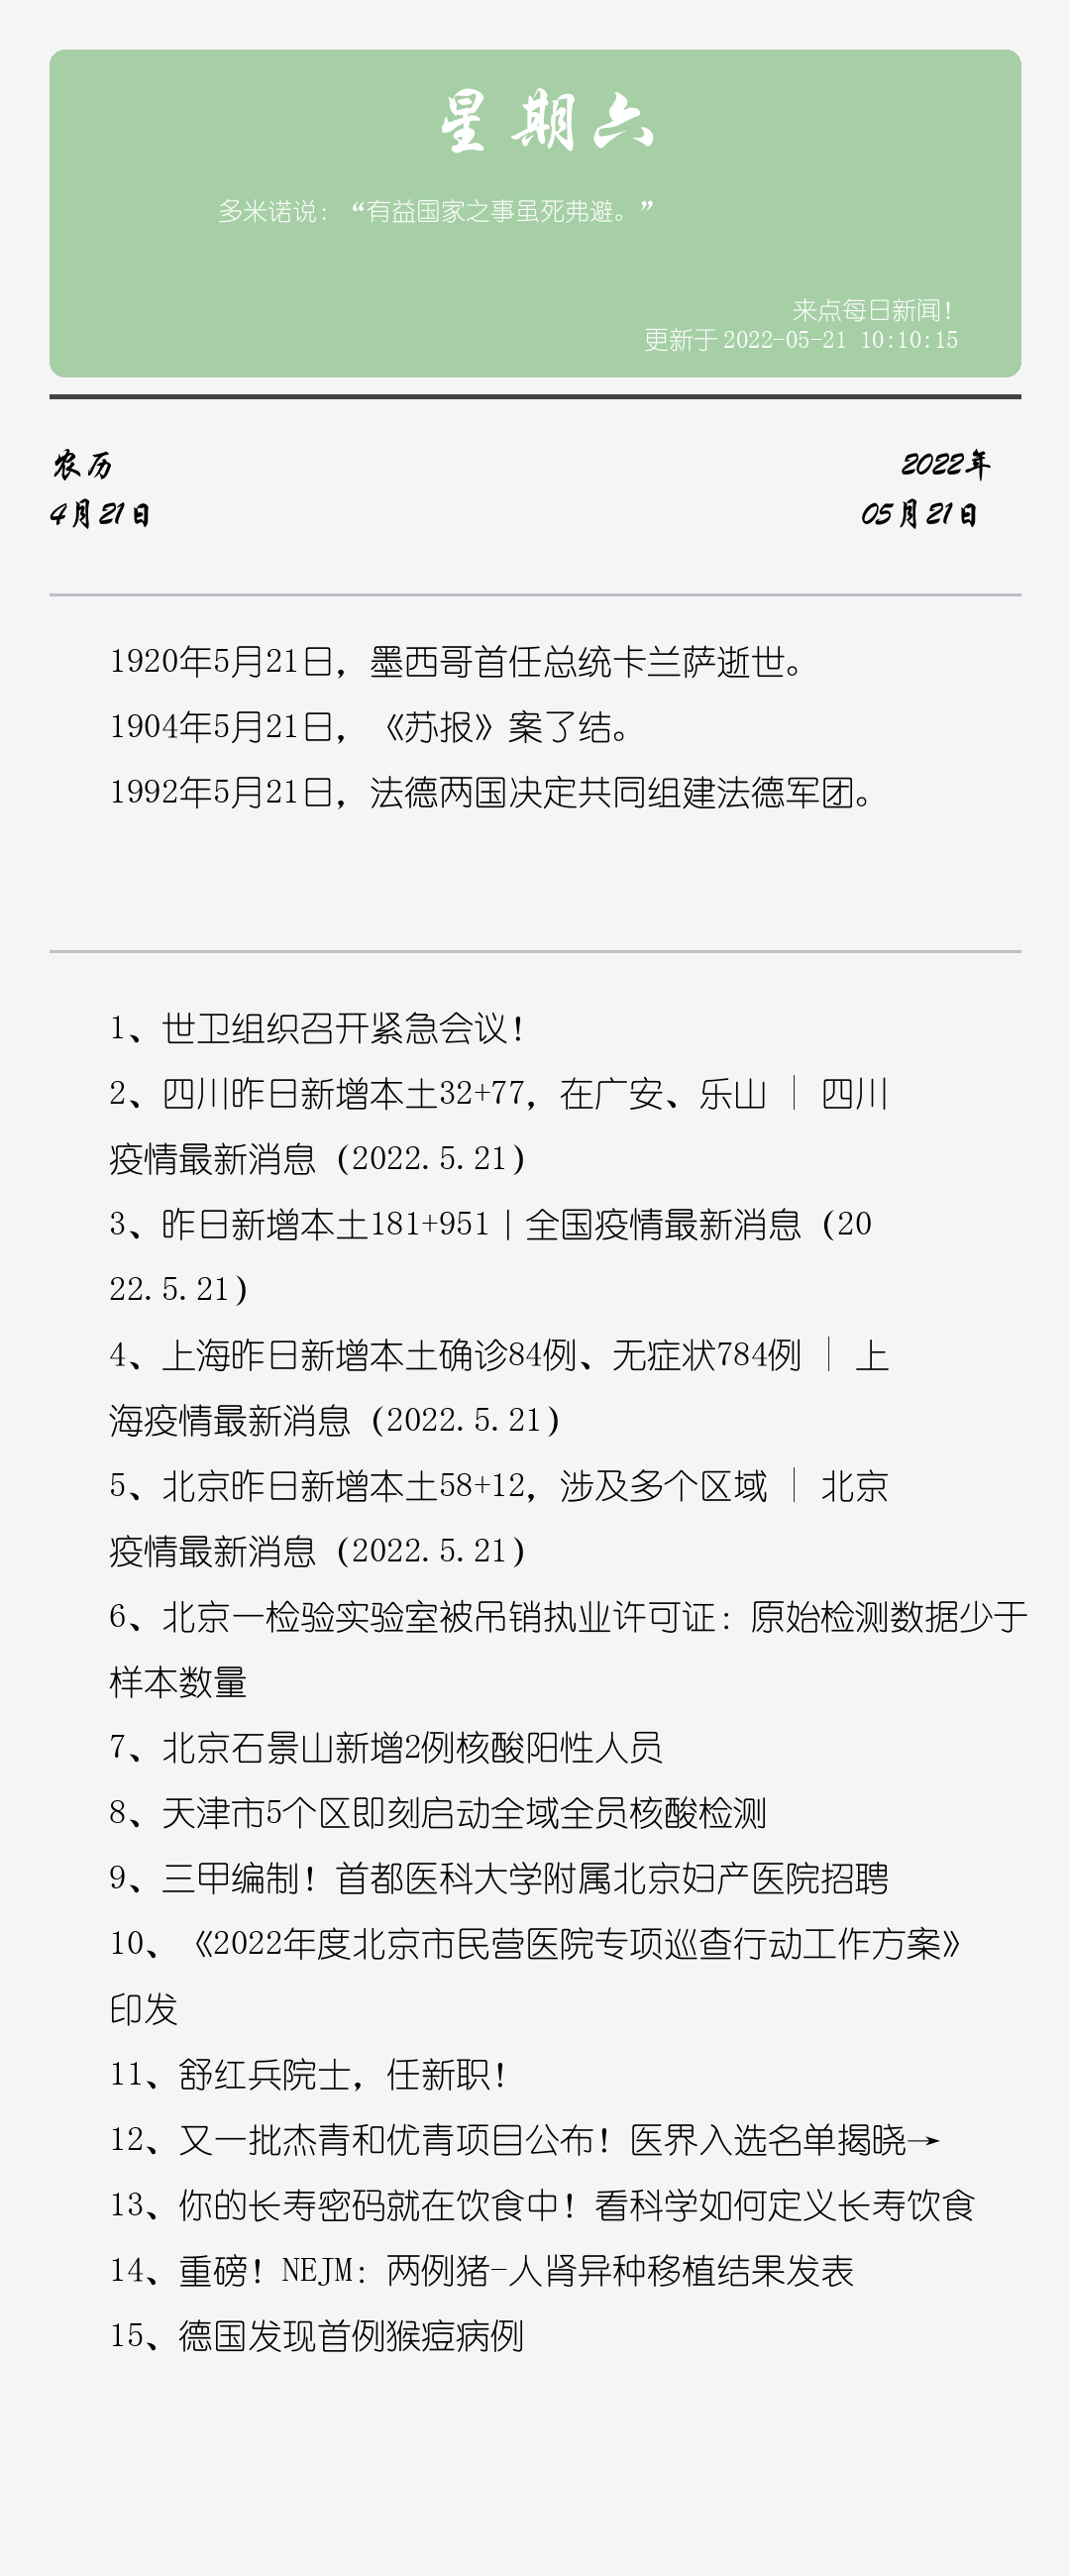 星期六
多米诺说：“有益国家之事虽死弗避。”
来点每日新闻！
更新于 2022-05-21 10:10:15
农历
2022年
4月21日
05月21日
1920年5月21日，墨西哥首任总统卡兰萨逝世。
1904年5月21日，《苏报》案了结。
1992年5月21日，法德两国决定共同组建法德军团。
1、世卫组织召开紧急会议！
2、四川昨日新增本土32+77，在广安、乐山 │ 四川
疫情最新消息（2022.5.21）
3、昨日新增本土181+951｜全国疫情最新消息（20
22.5.21）
4、上海昨日新增本土确诊84例、无症状784例 │ 上
海疫情最新消息（2022.5.21）
5、北京昨日新增本土58+12，涉及多个区域 │ 北京
疫情最新消息（2022.5.21）
6、北京一检验实验室被吊销执业许可证：原始检测数据少于
样本数量
7、北京石景山新增2例核酸阳性人员
8、天津市5个区即刻启动全域全员核酸检测
9、三甲编制！首都医科大学附属北京妇产医院招聘
10、《2022年度北京市民营医院专项巡查行动工作方案》
印发
11、舒红兵院士，任新职！
12、又一批杰青和优青项目公布！医界入选名单揭晓→
13、你的长寿密码就在饮食中！看科学如何定义长寿饮食
14、重磅！NEJM：两例猪-人肾异种移植结果发表
15、德国发现首例猴痘病例